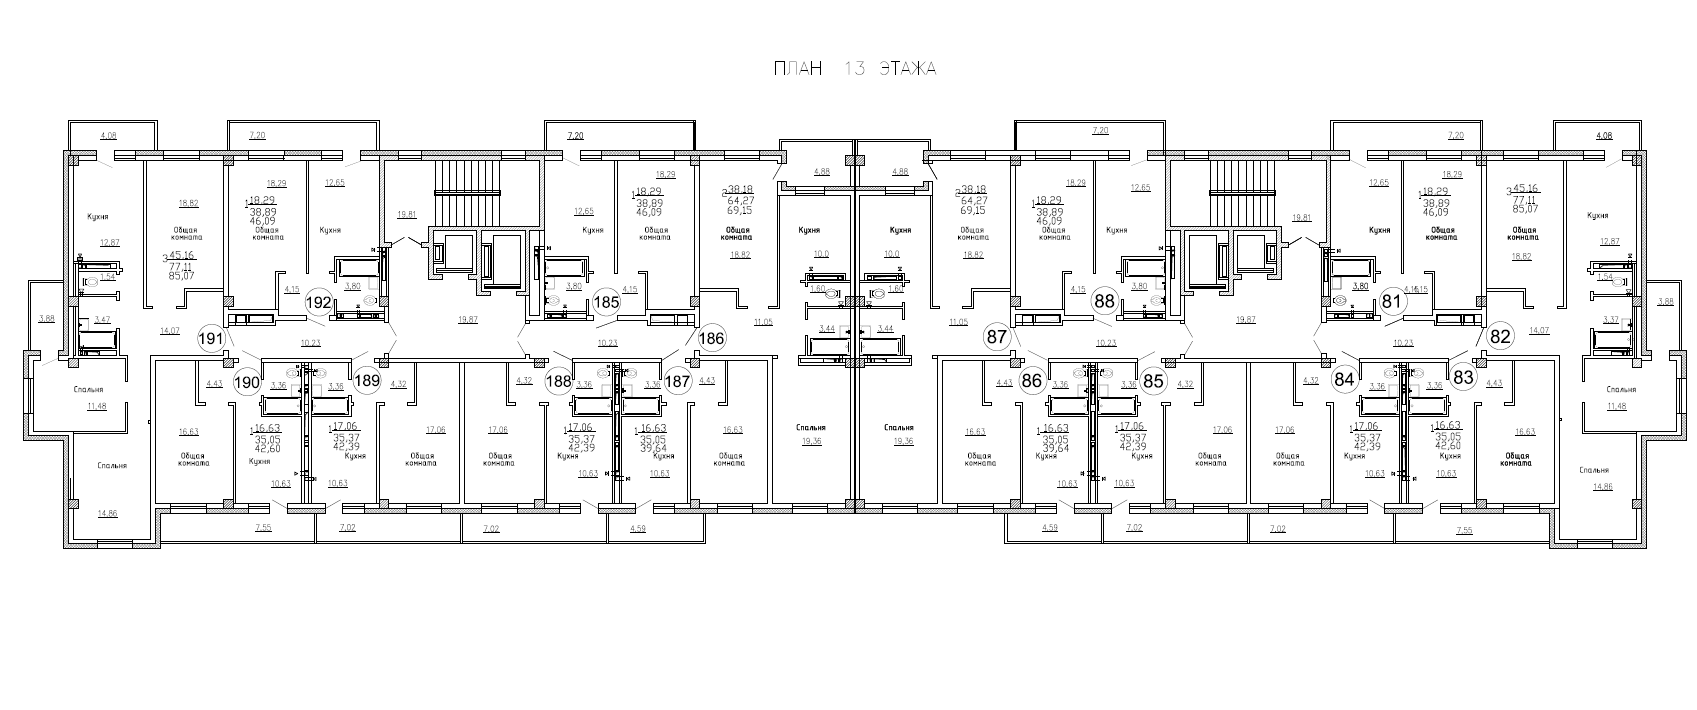 ПЛАН 13 ЭТАЖА
4.08
7,20
7,20
7,20
7,20
4.08
4,88
4,88
18,29
12,65
18,29
18,29
12,65
12,65
18,29
18,82
1 18.29
38,89
46,09
1 18.29
38,89
46,09
2 38.18
64,27
69,15
2 38.18
64,27
69,15
1 18.29
38,89
46,09
1 18.29
38,89
46,09
3 45.16
77,11
85,07
Кухня
19,81
12,65
19,81
Кухня
Общая
комната
Общая
комната
Кухня
Кухня
Общая
комната
Общая
комната
Кухня
Кухня
Общая
комната
Общая
комната
Кухня
Кухня
Общая
комната
Общая
комната
12,87
12,87
3 45.16
77,11
85,07
18,82
10.0
10.0
18,82
18,82
1,54
4,15
3,80
3,80
4,15
1,60
1,60
4,15
3,80
3,80
4,15
1,54
192
185
88
81
3,88
3,88
3,47
14,07
19,87
11,05
3,44
3,44
11,05
19,87
14,07
3,37
191
10.23
10.23
186
87
10.23
10.23
82
190
189
188
187
86
85
84
83
4,43
3,36
3,36
4,32
4,32
3,36
3,36
4,43
4,43
3,36
3,36
4,32
4,32
3,36
3,36
4,43
Спальня
11,48
Спальня
11,48
16,63
1 16.63
35,05
42,60
1 17.06
35,37
42,39
17,06
17,06
1 17.06
35,37
42,39
1 16.63
35,05
39,64
16,63
Спальня
19,36
Спальня
19,36
16,63
1 16.63
35,05
39,64
1 17.06
35,37
42,39
17,06
17,06
1 17.06
35,37
42,39
1 16.63
35,05
42,60
16,63
Спальня
Общая
комната
Кухня
Кухня
Общая
комната
Общая
комната
Кухня
Кухня
Общая
комната
Общая
комната
Кухня
Кухня
Общая
комната
Общая
комната
Кухня
Кухня
Общая
комната
Спальня
10,63
10,63
10,63
10,63
10,63
10,63
10,63
10,63
14,86
14,86
7,55
7,02
7,02
4,59
4,59
7,02
7,02
7,55